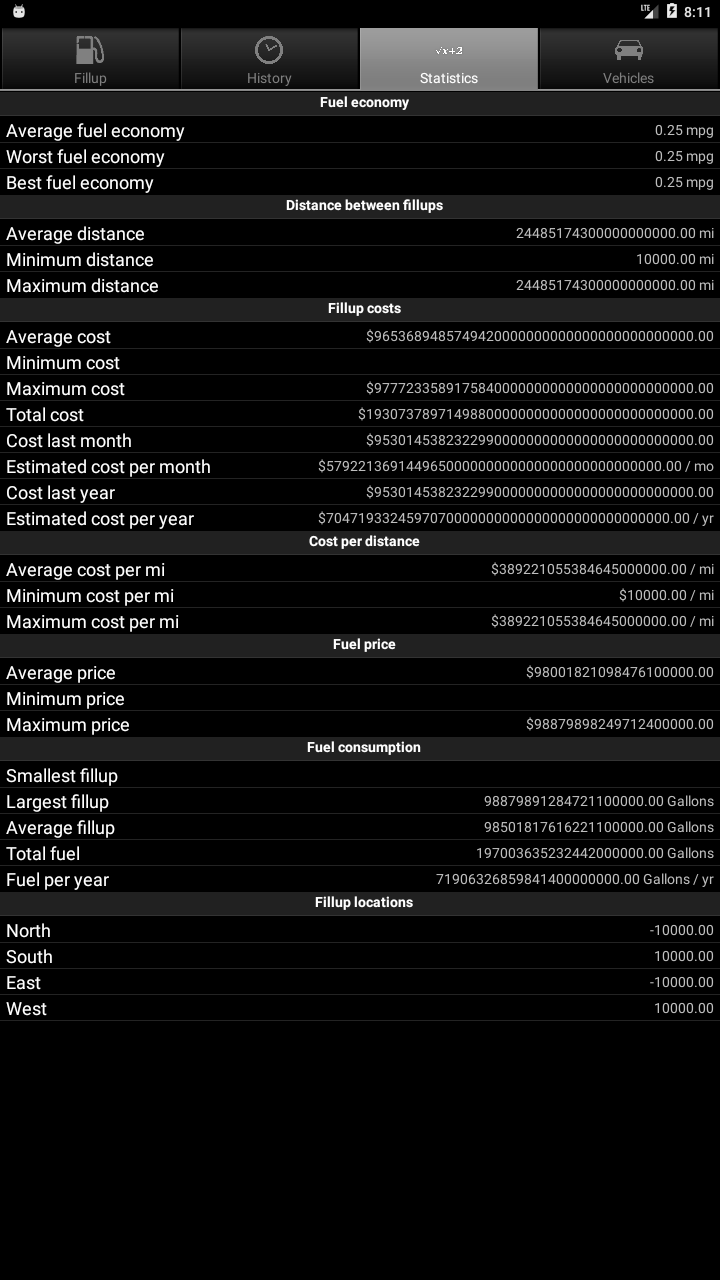 LTE 8:11
Fillup History √x+2 Statistics Vehicles
Fuel economy
Average fuel economy 0.25 mpg
Worst fuel economy 0.25 mpg
Best fuel economy 0.25 mpg
Distance between fillups
Average distance 24485174300000000000.00 mi
Minimum distance 10000.00 mi
Maximum distance 24485174300000000000.00 mi
Fillup costs
Average cost $965368948574942000000000000000000000000.00
Minimum cost
Maximum cost $977723358917584000000000000000000000000.00
Total cost $1930737897149880000000000000000000000000.00
Cost last month $953014538232299000000000000000000000000.00
Estimated cost per month $57922136914496500000000000000000000000000.00 / mo
Cost last year $953014538232299000000000000000000000000.00
Estimated cost per year $704719332459707000000000000000000000000000.00 / yr
Cost per distance
Average cost per mi $389221055384645000000.00 / mi
Minimum cost per mi $10000.00 / mi
Maximum cost per mi $389221055384645000000.00 / mi
Fuel price
Average price $98001821098476100000.00
Minimum price
Maximum price $98879898249712400000.00
Fuel consumption
Smallest fillup
Largest fillup 98879891284721100000.00 Gallons
Average fillup 98501817616221100000.00 Gallons
Total fuel 197003635232442000000.00 Gallons
Fuel per year 71906326859841400000000.00 Gallons / yr
Fillup locations
North -10000.00
South 10000.00
East -10000.00
West 10000.00